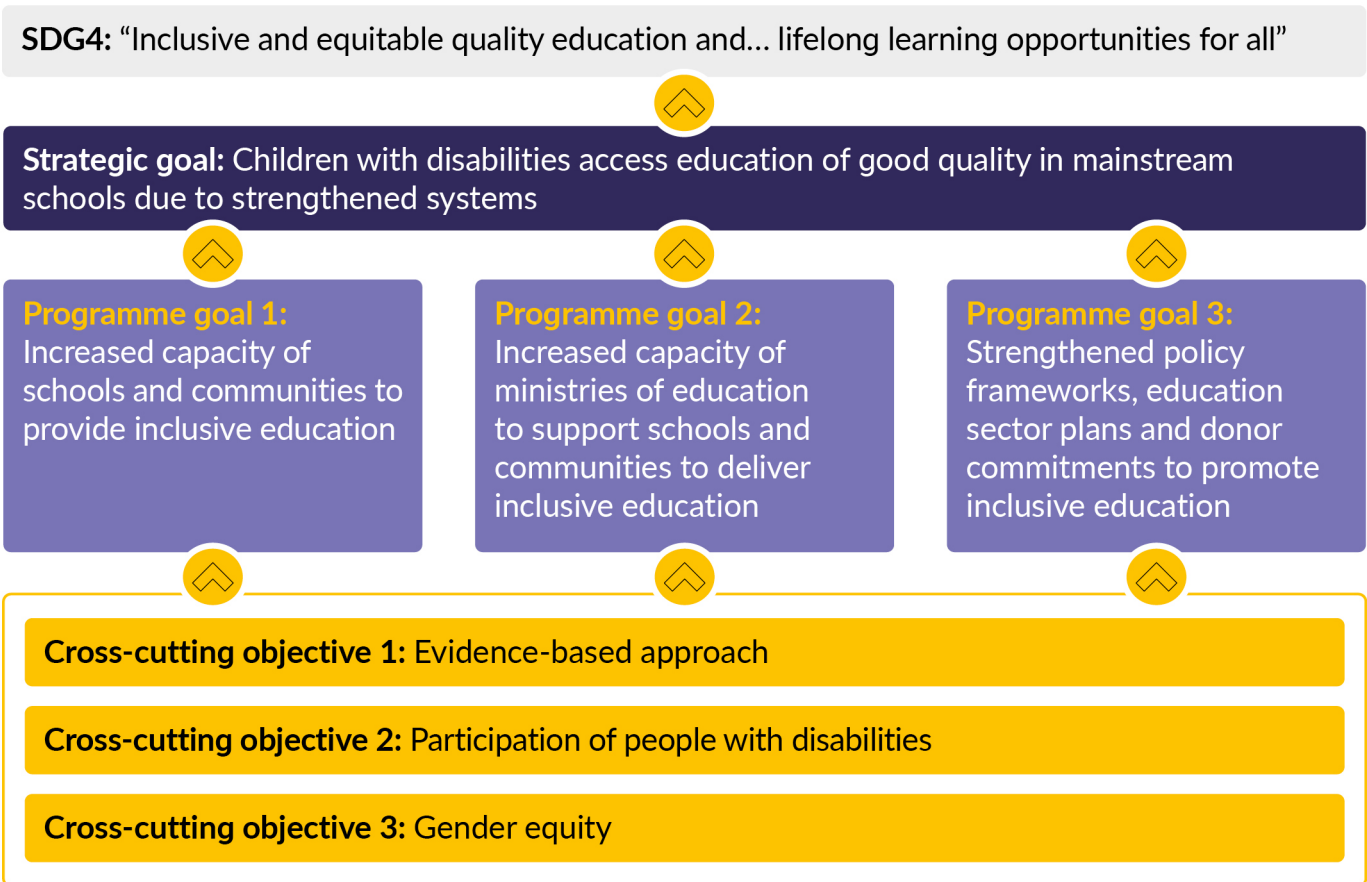 SDG4: “Inclusive and equitable quality education and... lifelong learning opportunities for all”
Strategic goal: Children with disabilities access education of good quality in mainstream
schools due to strengthened systems
Programme goal 1:
Increased capacity of
schools and communities to
provide inclusive education
Programme goal 2:
Increased capacity of
ministries of education
to support schools and
communities to deliver
inclusive education
Programme goal 3:
Strengthened policy
frameworks, education
sector plans and donor
commitments to promote
inclusive education
Cross-cutting objective 1: Evidence-based approach
Cross-cutting objective 2: Participation of people with disabilities
Cross-cutting objective 3: Gender equity